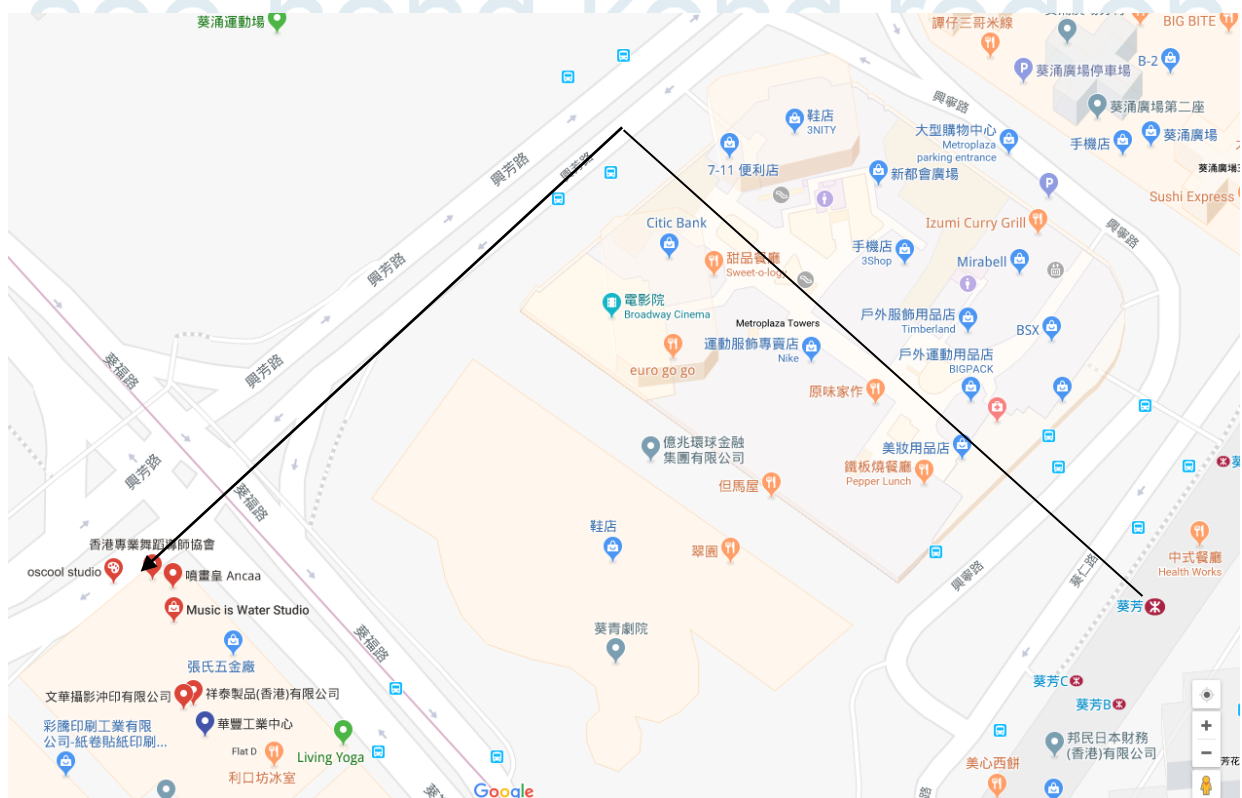 see hong kong region
葵涌運動場
譚仔三哥米線
BIG BITE
B-2
葵涌廣場停車場
興寧路
葵涌廣場第二座
鞋店
3NITY
大型購物中心
Metroplaza
parking entrance
手機店
葵涌廣場
興芳路
興芳路
7-11 便利店
新都會廣場
葵涌廣場
Sushi Express
Citic Bank
Izumi Curry Grill
興寧路
手機店
3Shop
甜品餐廳
Sweet-o-logy
Mirabell
興芳路
電影院
Broadway Cinema
戶外服飾用品店
Timberland
Metroplaza Towers
BSX
運動服飾專賣店
Nike
戶外運動用品店
BIGPACK
葵福路
興芳路
euro go go
原味家作
億兆環球金融
集團有限公司
美妝用品店
興芳路
鐵板燒餐廳
Pepper Lunch
但馬屋
葵福路
鞋店
翠園
香港專業舞蹈導師協會
中式餐廳
Health Works
oscool studio
噴畫皇 Ancaa
興寧路
葵仁路
Music is Water Studio
葵芳
葵青劇院
葵福路
張氏五金廠
葵芳C
文華攝影沖印有限公司
祥泰製品(香港)有限公司
葵芳B
彩騰印刷工業有限
公司-紙卷貼紙印刷...
華豐工業中心
Flat D
Living Yoga
邦民日本財務
(香港)有限公司
利口坊冰室
美心西餅
Google